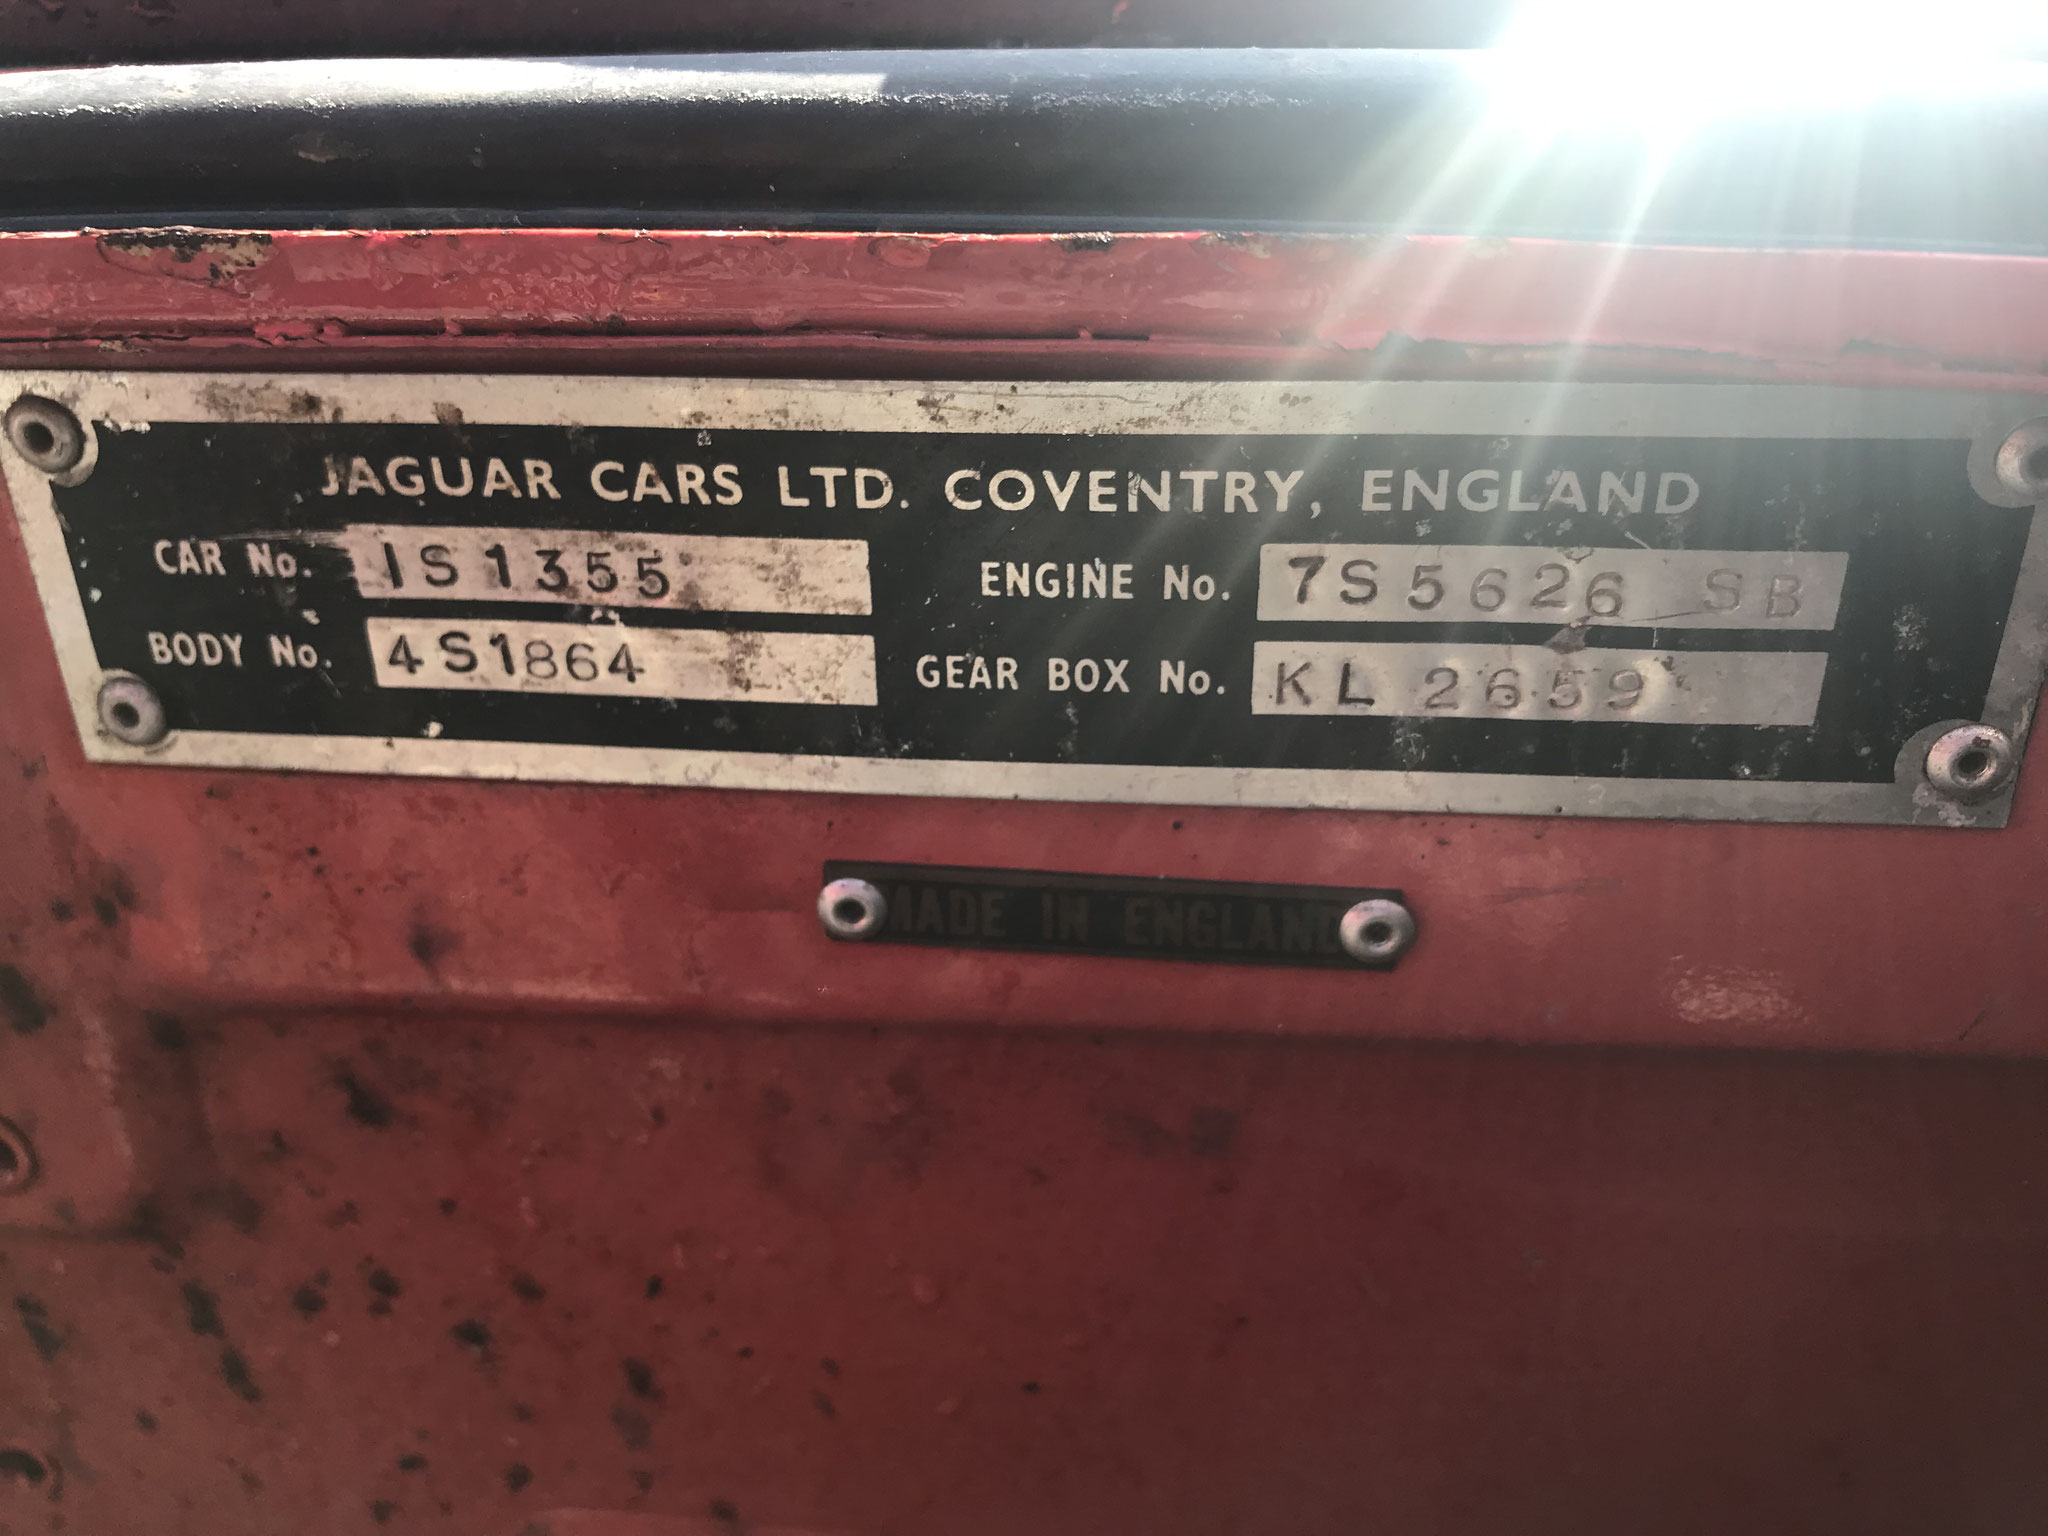 JAGUAR CARS LTD. COVENTRY, ENGLAND
CAR No. 1S1355 ENGINE No. 7S5626 SB
BODY No. 4S1864 GEAR BOX No. KL 2659
MADE IN ENGLAND